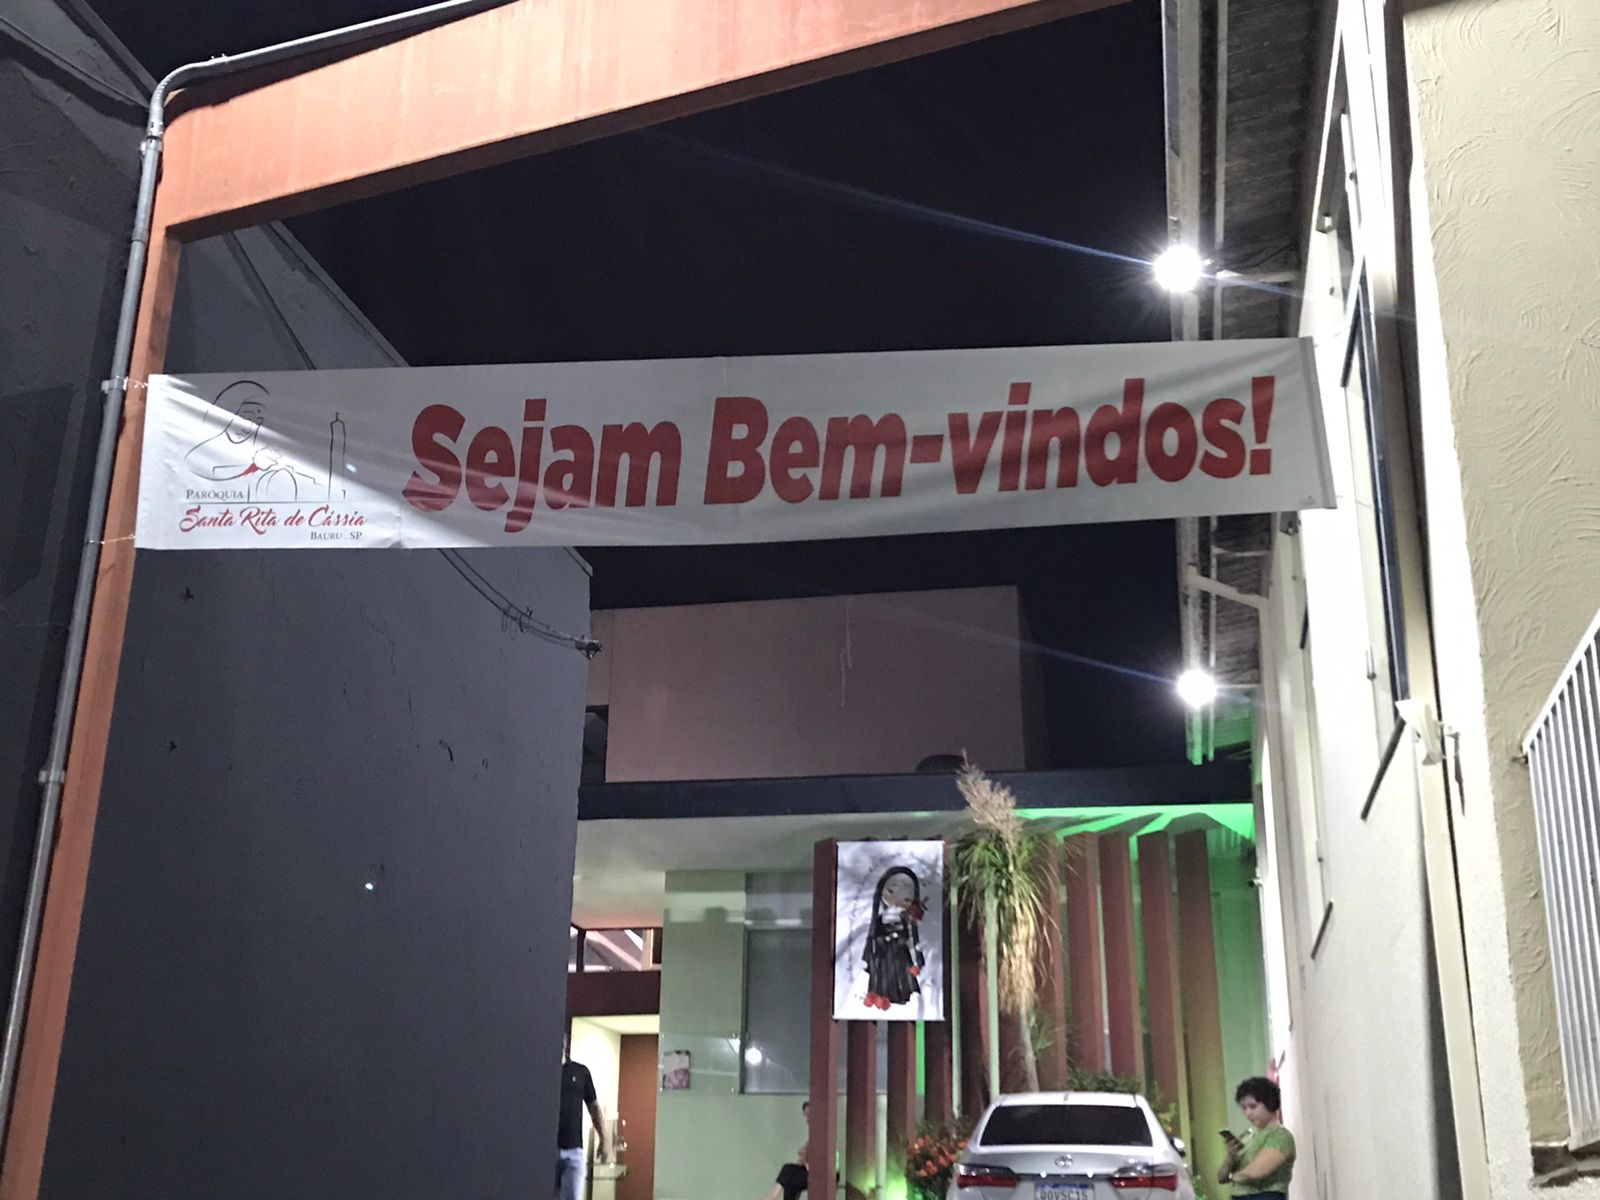 Sejam Bem-vindos!
PARÓQUIA
Santa Rita de Cássia
BAURU . SP